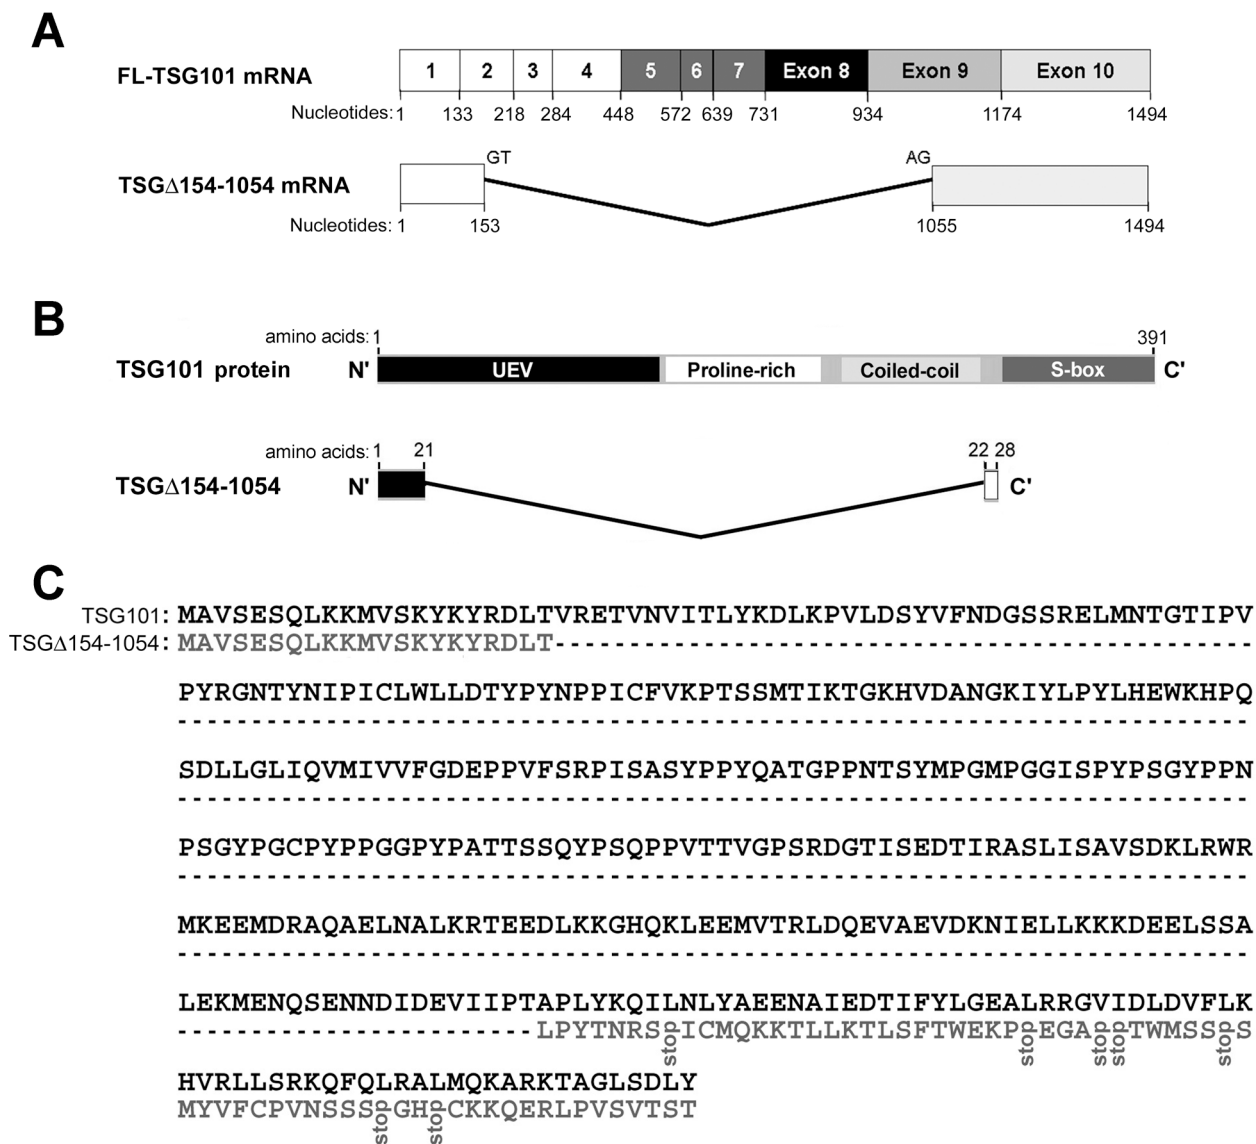 A
FL-TSG101 mRNA
1 2 3 4 5 6 7 Exon 8 Exon 9 Exon 10
Nucleotides: 1 133 218 284 448 572 639 731 934 1174 1494
GT AG
TSGΔ154-1054 mRNA
Nucleotides: 1 153 1055 1494
B
amino acids: 1 391
TSG101 protein N' UEV Proline-rich Coiled-coil S-box C'
amino acids: 1 21 22 28
TSGΔ154-1054 N' C'
C
TSG101: MAVSESQLKKMVSKYKYRDLTVRETVNVITLYKDLKPVLDSYVFNDGSSRELMNTGTIPV
TSGΔ154-1054: MAVSESQLKKMVSKYKYRDLT---------------------------------------
PYRGNTYNIPICLWLLDTYPYNPPICFVKPTSSMTIKTGKHVDANGKIYLPYLHEWKHPQ
------------------------------------------------------------
SDLLGLIQVMIVVFGDEPPVFSRPISASYPPYQATGPPNTSYMPGMPGGISPYPSGYPPN
------------------------------------------------------------
PSGYPGCPYPPGGPYPATTSSQYPSQPPVTTVGPSRDGTISEDTIRASLISAVSDKLRWR
------------------------------------------------------------
MKEEMDRAQAELNALKRTEEDLKKGHQKLEEMVTRLDQEVAEVDKNIELLKKKDEELSSA
------------------------------------------------------------
LEKMENQSENNDIDEVIIPTAPLYKQILNLYAEENAIEDTIFYLGEALRRGVIDLDVFLK
--------------------LPYTNRSstopICMQKKTLLKTLSFTWEKPstopEGAstopstopTWMSSstopS
HVRLLSRKQFQLRALMQKARKTAGLSDLY
MYVFCPVNSSSstopGHstopCKKQERLPVSVTST